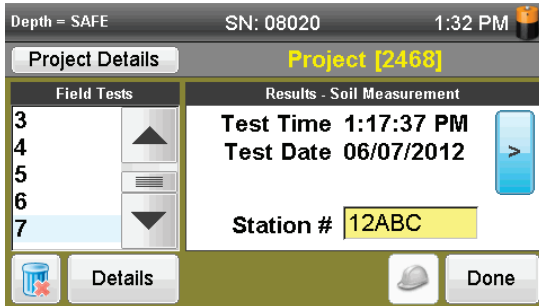 Depth = SAFE SN: 08020 1:32 PM
Project Details Project [2468]
Field Tests Results - Soil Measurement
3
4
5
6
7
Test Time 1:17:37 PM
Test Date 06/07/2012
>
Station # 12ABC
Details Done